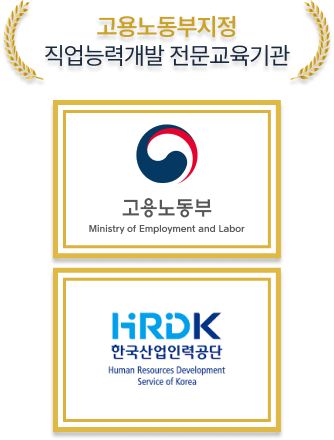 고용노동부지정
직업능력개발 전문교육기관
고용노동부
Ministry of Employment and Labor
HRDK
한국산업인력공단
Human Resources Development
Service of Korea